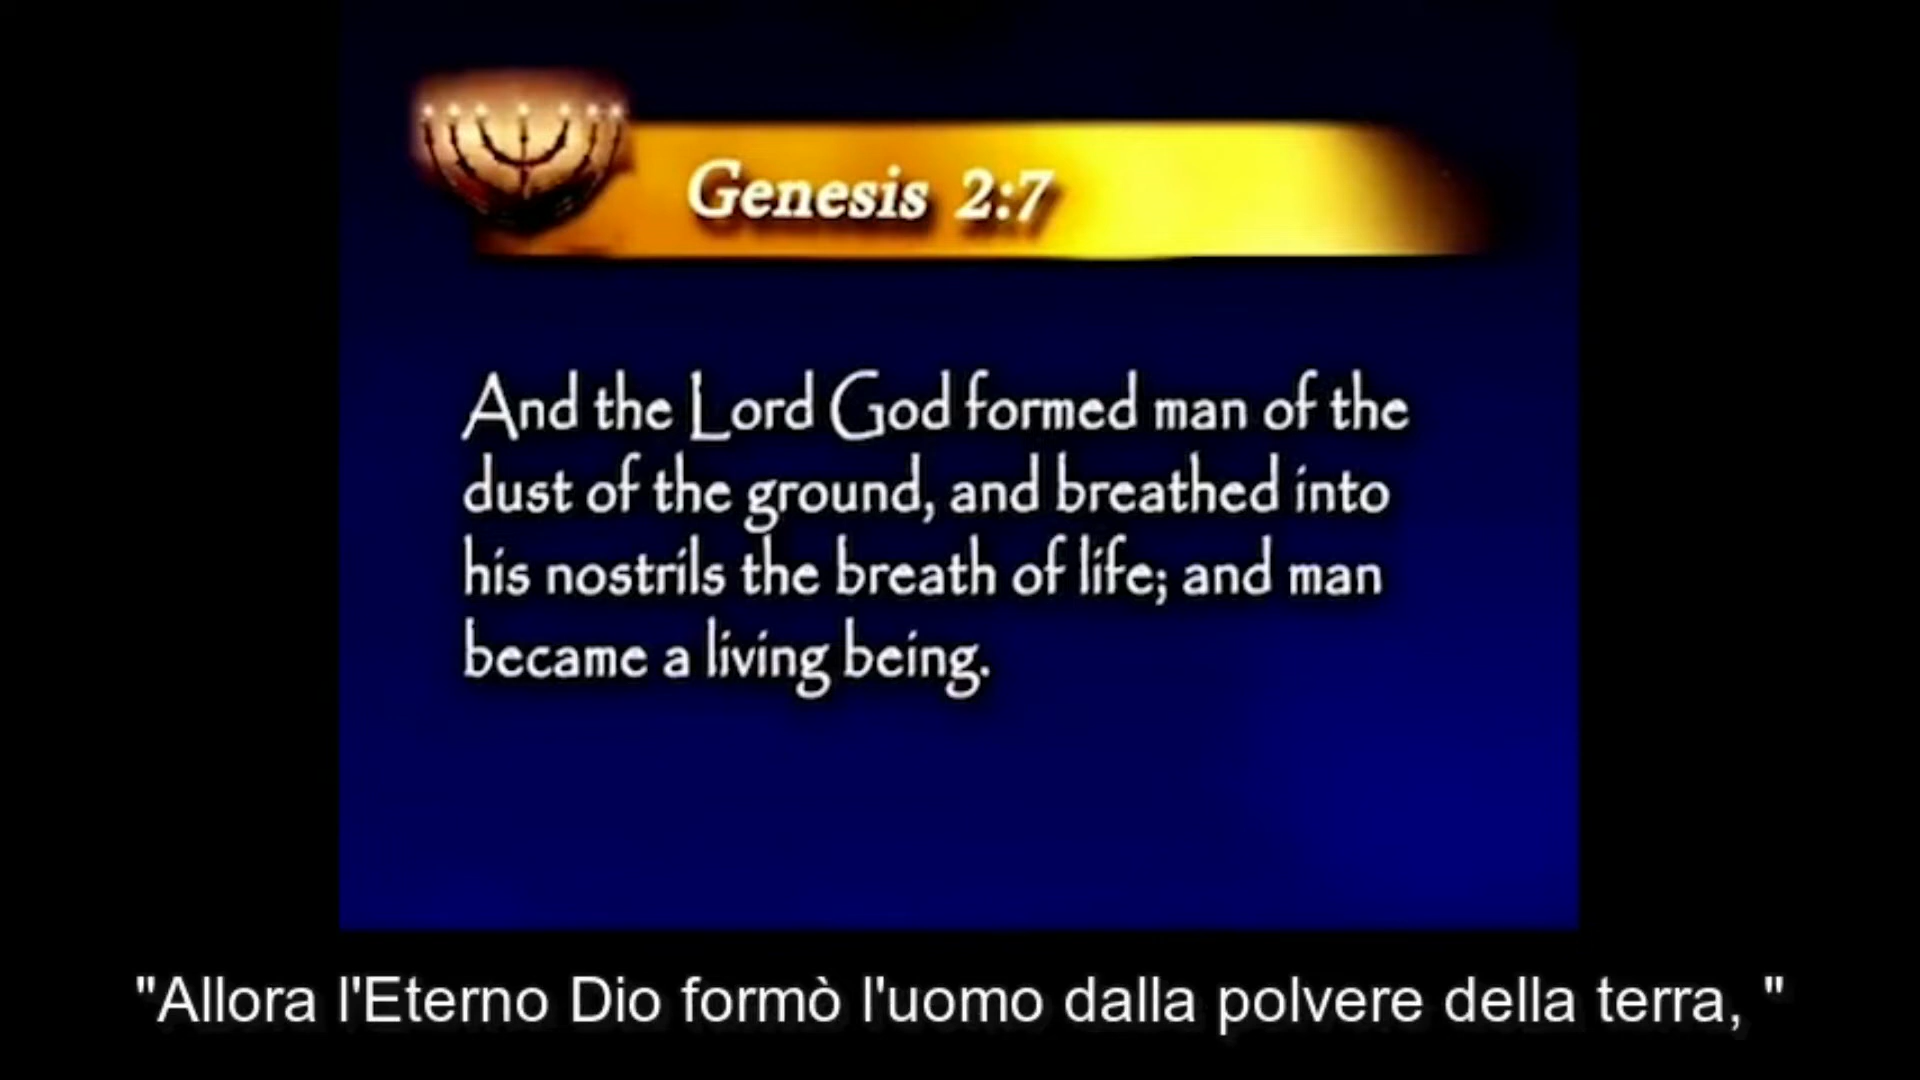 Genesis 2:7
And the Lord God formed man of the
dust of the ground, and breathed into
his nostrils the breath of life; and man
became a living being.
"Allora l'Eterno Dio formò l'uomo dalla polvere della terra, "